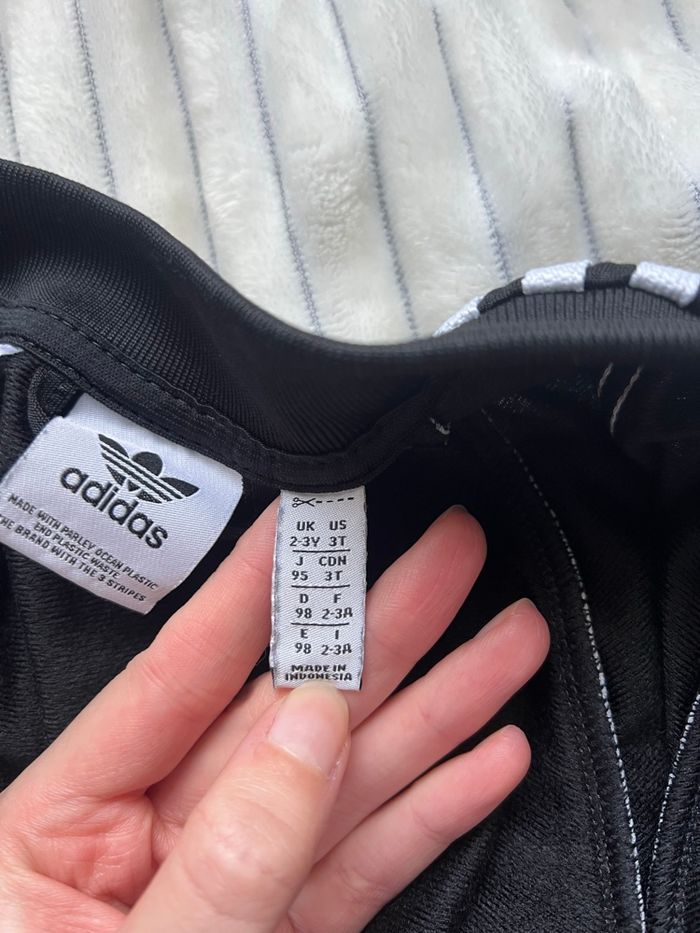 adidas
MADE WITH PARLEY OCEAN PLASTIC
END PLASTIC WASTE
THE BRAND WITH THE 3 STRIPES
UK US
2-3Y 3T
J CDN
95 3T
D F
98 2-3A
E I
98 2-3A
MADE IN
INDONESIA